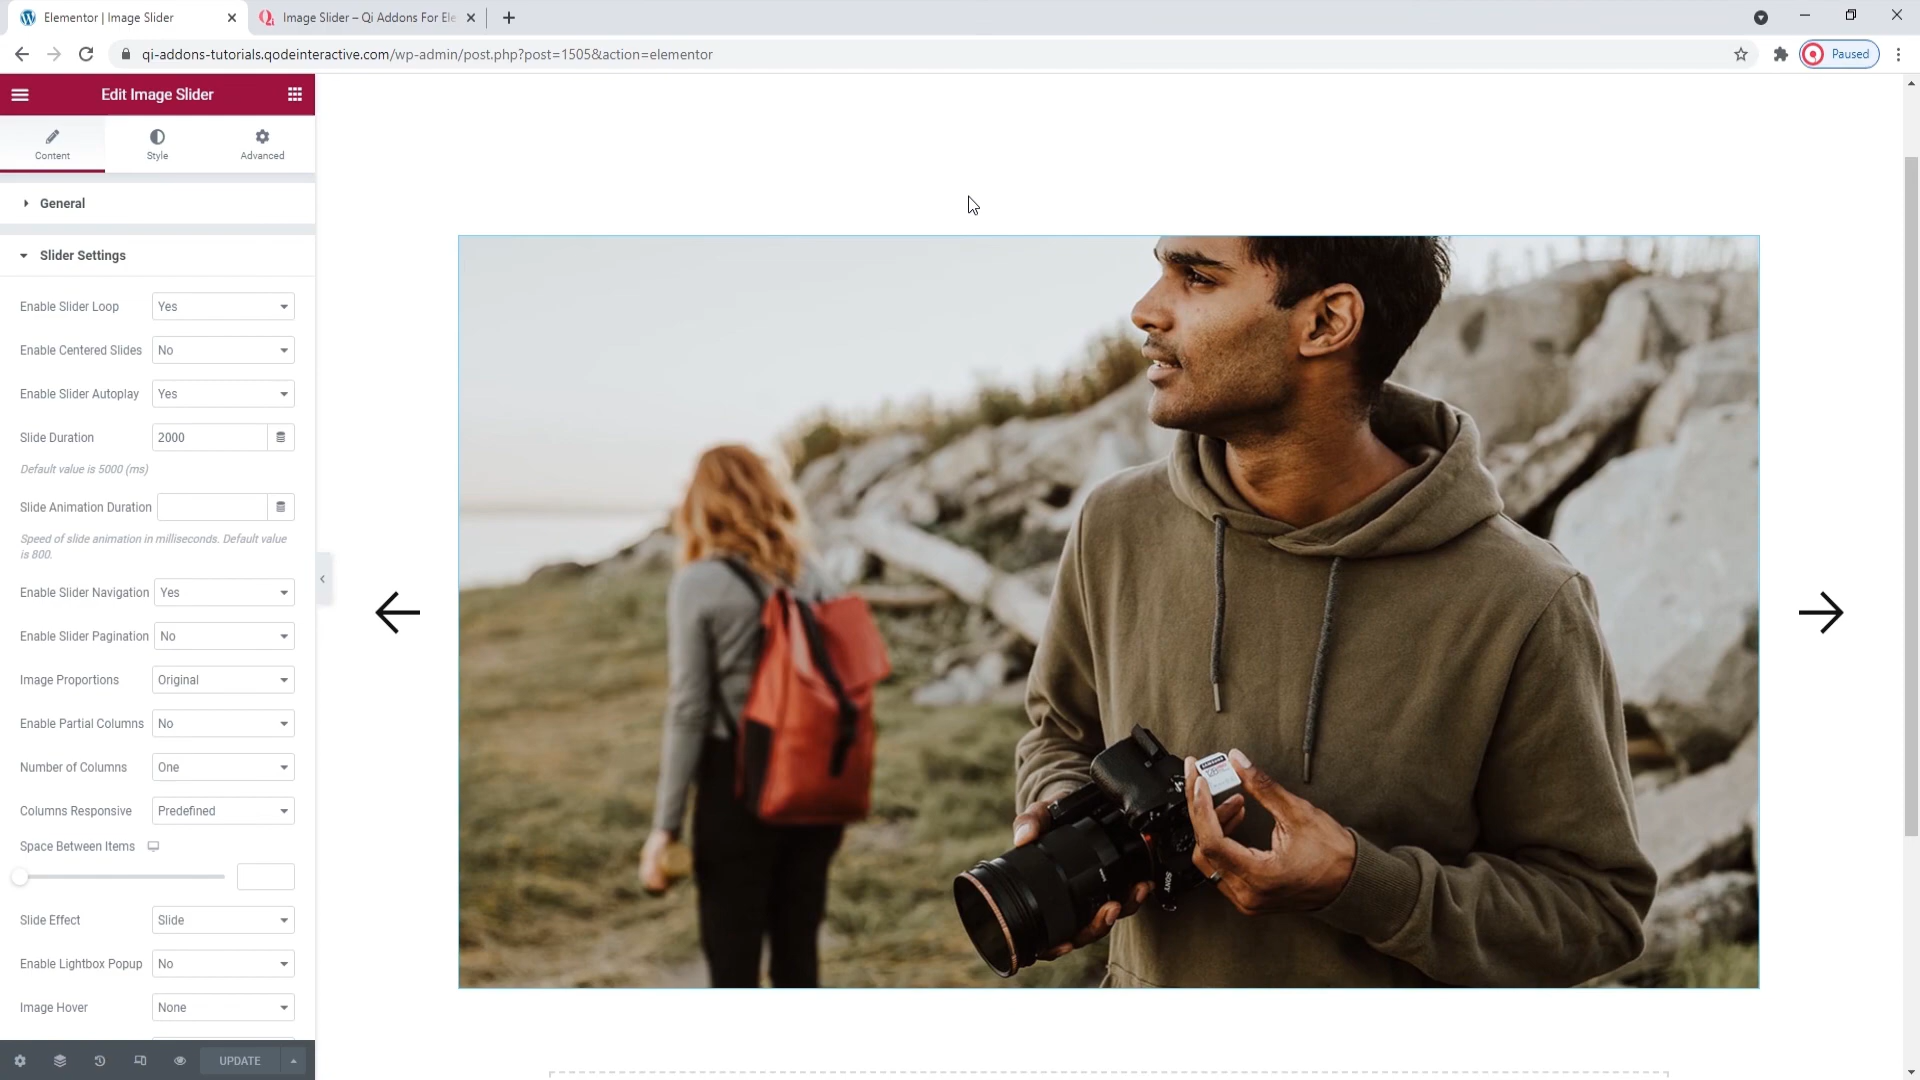 Elementor | Image Slider
Image Slider – Qi Addons For Ele
Paused
qi-addons-tutorials.qodeinteractive.com/wp-admin/post.php?post=1505&action=elementor
Edit Image Slider
Content
Style
Advanced
General
Slider Settings
Enable Slider Loop Yes
Enable Centered Slides No
Enable Slider Autoplay Yes
Slide Duration 2000
Default value is 5000 (ms)
Slide Animation Duration
Speed of slide animation in milliseconds. Default value
is 800.
Enable Slider Navigation Yes
Enable Slider Pagination No
Image Proportions Original
Enable Partial Columns No
Number of Columns One
Columns Responsive Predefined
Space Between Items
Slide Effect Slide
Enable Lightbox Popup No
Image Hover None
UPDATE
SAMSUNG
128
SONY